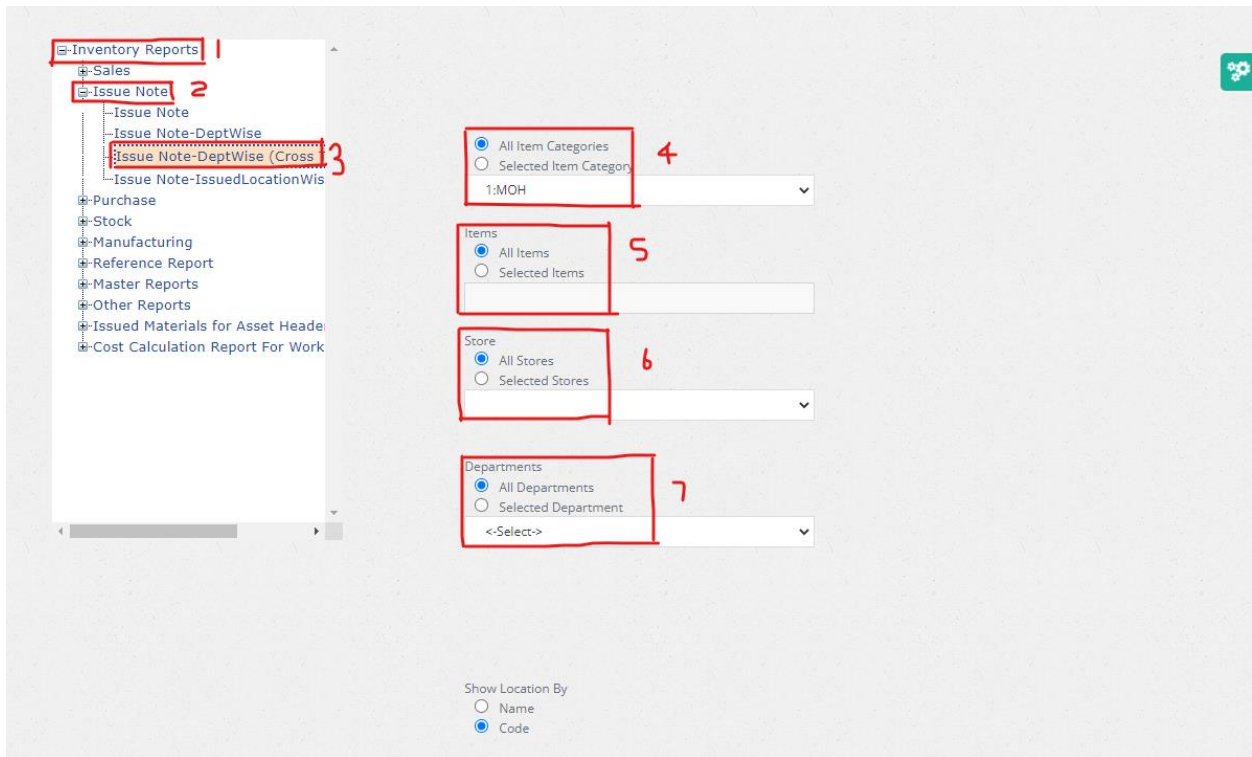 Inventory Reports 1
Sales
Issue Note 2
Issue Note
Issue Note-DeptWise
Issue Note-DeptWise (Cross 3
Issue Note-IssuedLocationWis
Purchase
Stock
Manufacturing
Reference Report
Master Reports
Other Reports
Issued Materials for Asset Header
Cost Calculation Report For Work
All Item Categories 4
Selected Item Category
1:MOH
Items
All Items 5
Selected Items
Store
All Stores 6
Selected Stores
Departments
All Departments 7
Selected Department
<-Select->
Show Location By
Name
Code